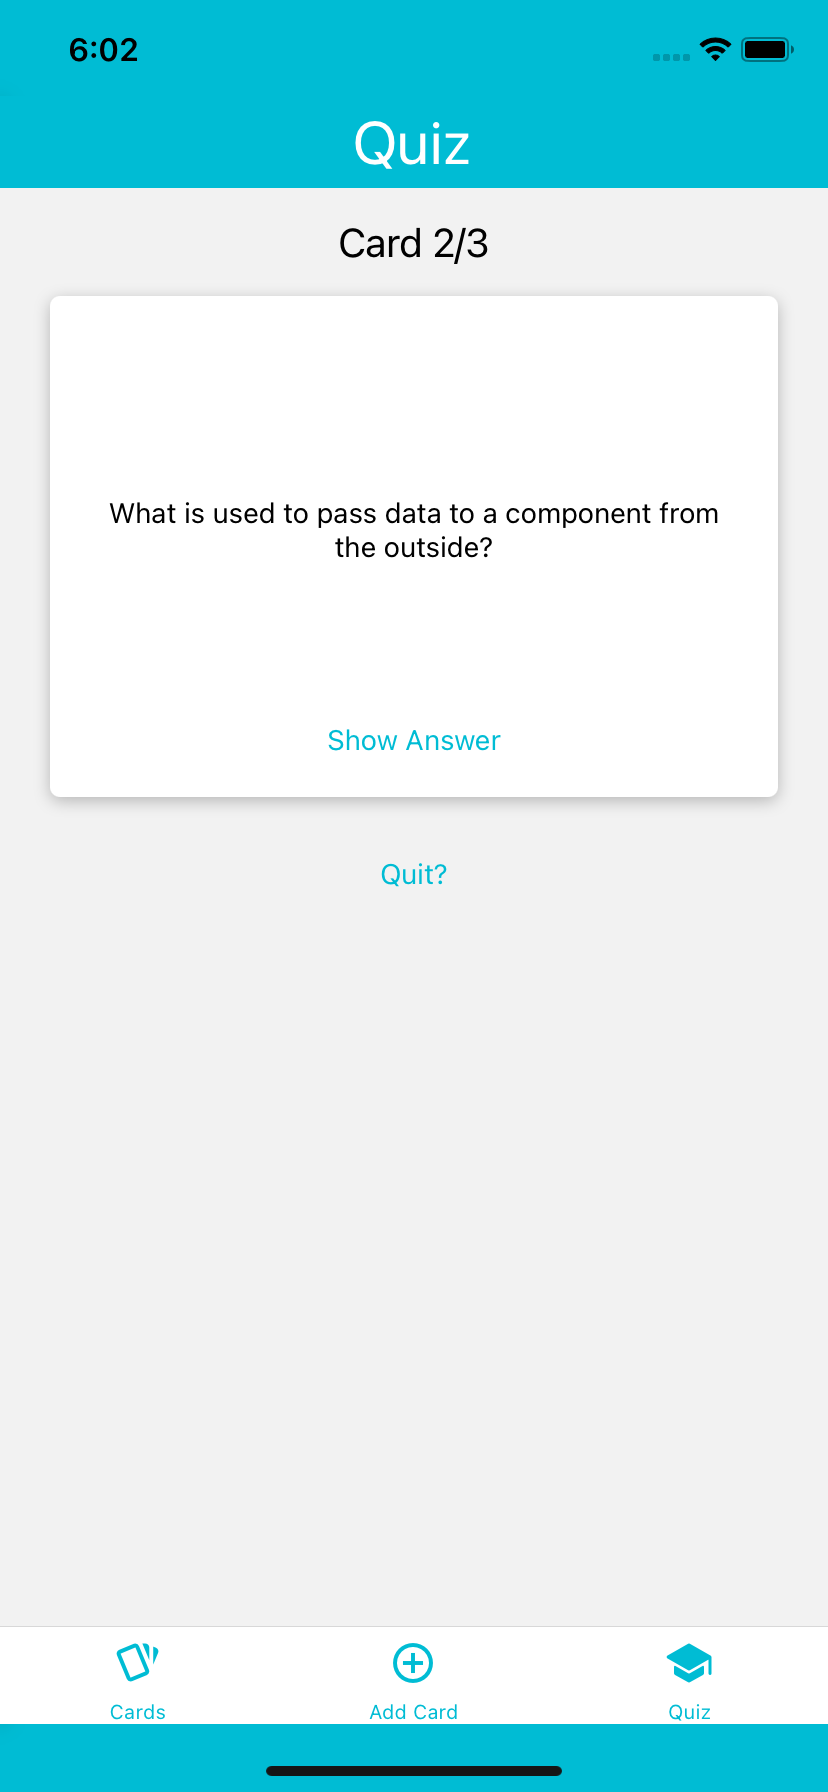 6:02
Quiz
Card 2/3
What is used to pass data to a component from
the outside?
Show Answer
Quit?
Cards
Add Card
Quiz